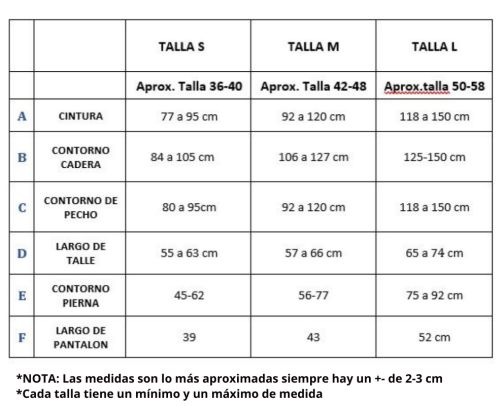 TALLA S TALLA M TALLA L
Aprox. Talla 36-40 Aprox. Talla 42-48 Aprox.talla 50-58
A CINTURA 77 a 95 cm 92 a 120 cm 118 a 150 cm
B CONTORNO CADERA 84 a 105 cm 106 a 127 cm 125-150 cm
C CONTORNO DE PECHO 80 a 95cm 92 a 120 cm 118 a 150 cm
D LARGO DE TALLE 55 a 63 cm 57 a 66 cm 65 a 74 cm
E CONTORNO PIERNA 45-62 56-77 75 a 92 cm
F LARGO DE PANTALON 39 43 52 cm
*NOTA: Las medidas son lo más aproximadas siempre hay un +- de 2-3 cm
*Cada talla tiene un mínimo y un máximo de medida